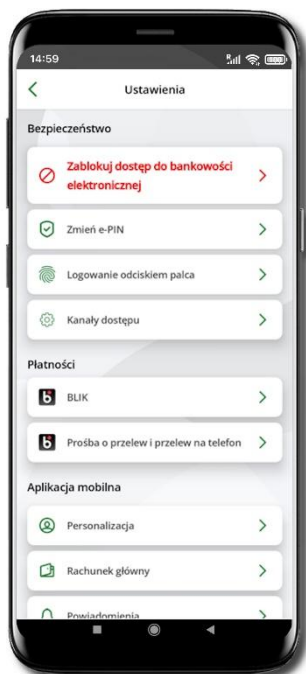 14:59
Ustawienia
Bezpieczeństwo
Zablokuj dostęp do bankowości
elektronicznej
Zmień e-PIN
Logowanie odciskiem palca
Kanały dostępu
Płatności
BLIK
Prośba o przelew i przelew na telefon
Aplikacja mobilna
Personalizacja
Rachunek główny
Powiadomienia